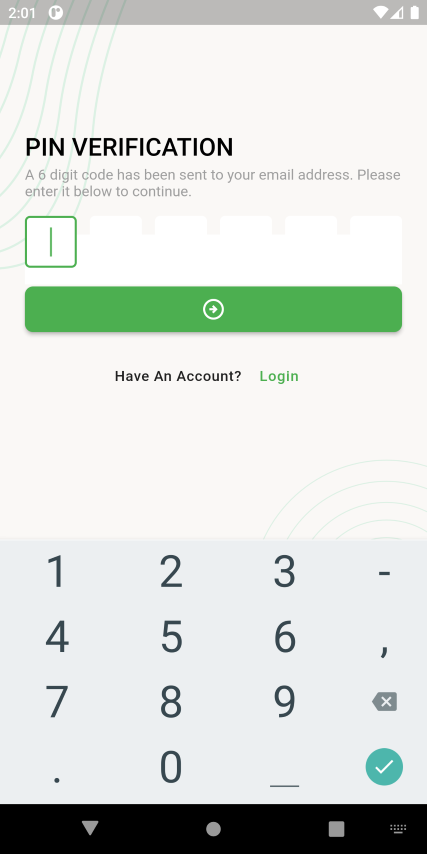 2:01
PIN VERIFICATION
A 6 digit code has been sent to your email address. Please
enter it below to continue.
Have An Account? Login
1 2 3 -
4 5 6 ,
7 8 9
. 0 _